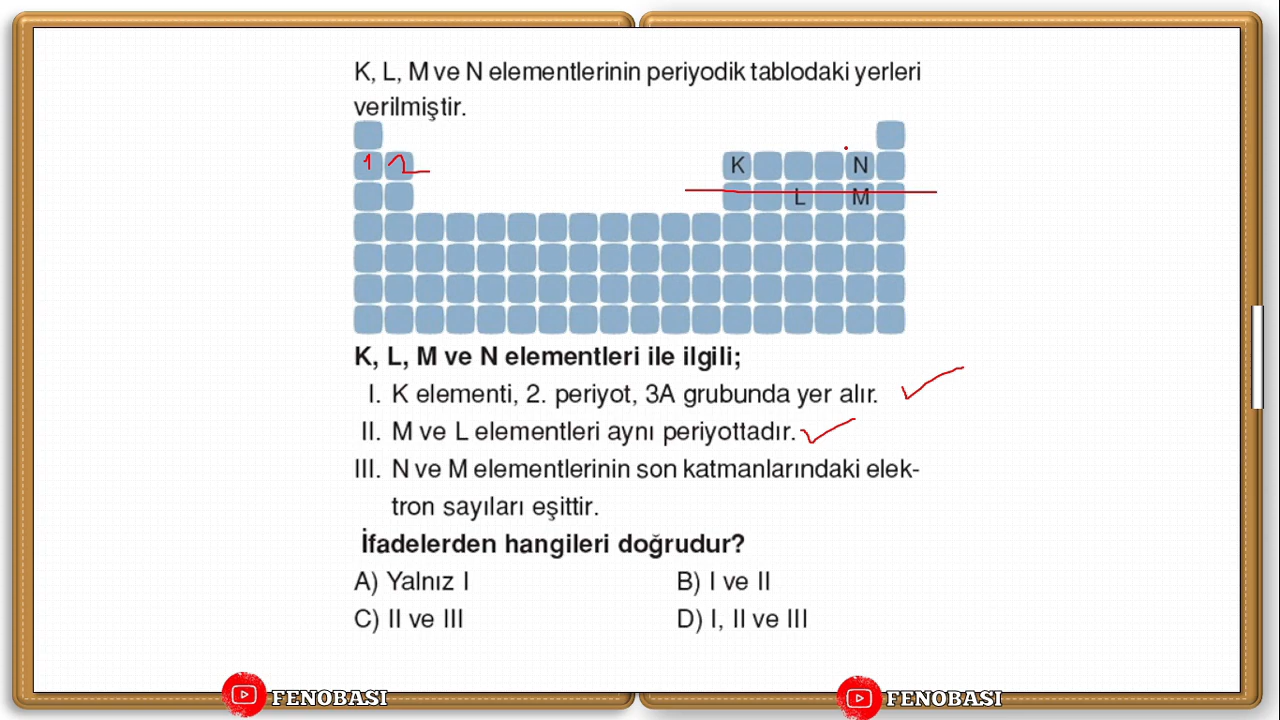 K, L, M ve N elementlerinin periyodik tablodaki yerleri
verilmiştir.
1 2 K N
L M
K, L, M ve N elementleri ile ilgili;
I. K elementi, 2. periyot, 3A grubunda yer alır.
II. M ve L elementleri aynı periyottadır.
III. N ve M elementlerinin son katmanlarındaki elek-
tron sayıları eşittir.
İfadelerden hangileri doğrudur?
A) Yalnız I B) I ve II
C) II ve III D) I, II ve III
FENOBASI FENOBASI